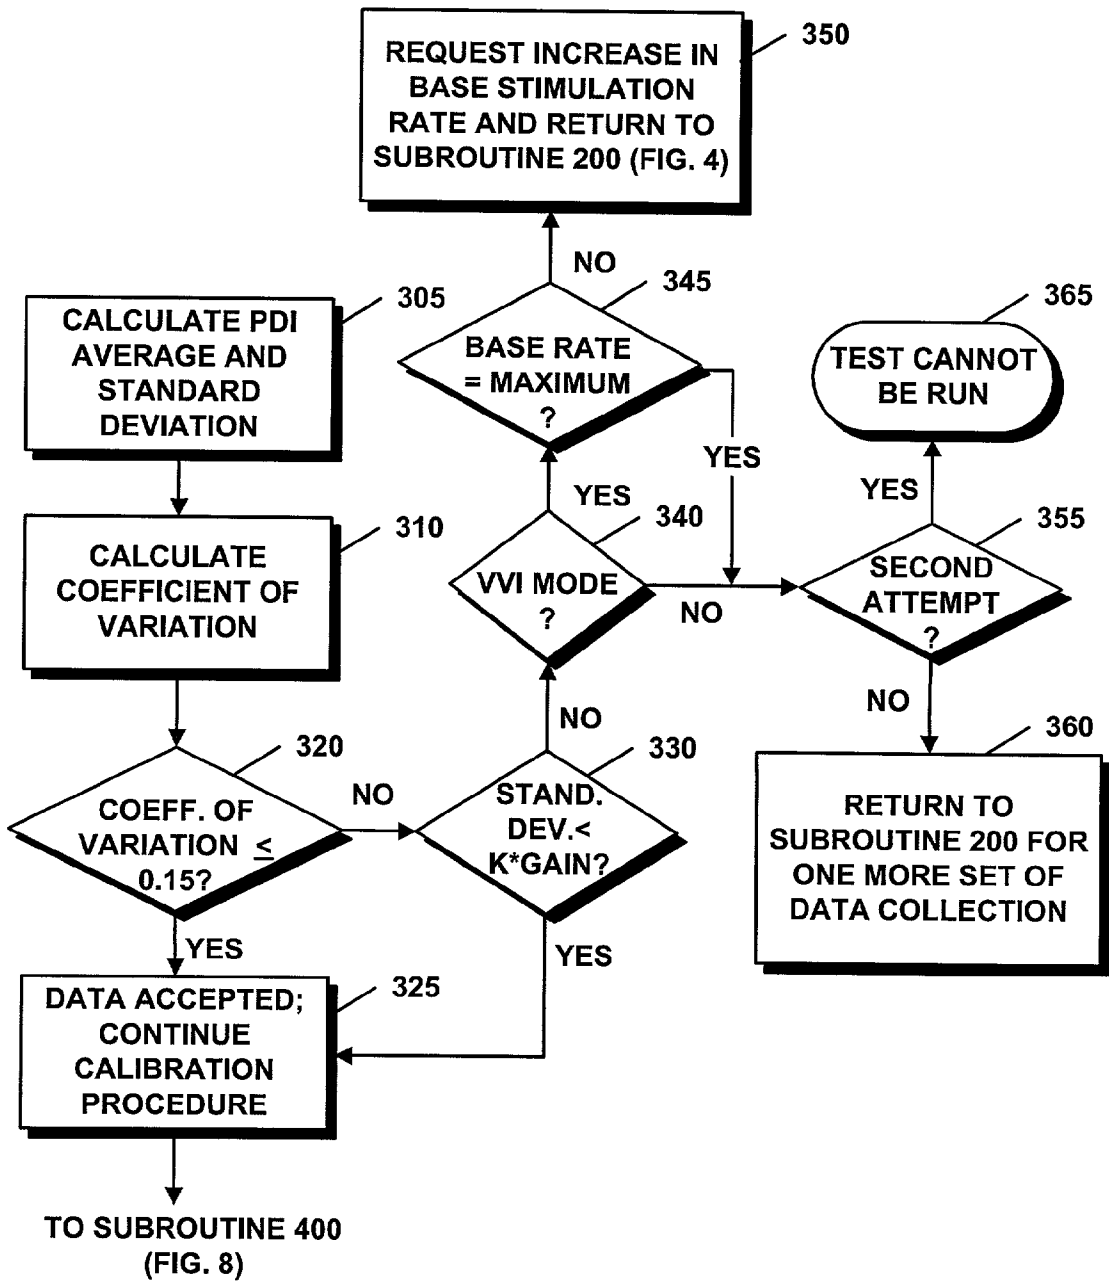 REQUEST INCREASE IN
BASE STIMULATION
RATE AND RETURN TO
SUBROUTINE 200 (FIG. 4)
350
NO
345
BASE RATE
= MAXIMUM
?
YES
305
CALCULATE PDI
AVERAGE AND
STANDARD
DEVIATION
365
TEST CANNOT
BE RUN
YES
YES
310
CALCULATE
COEFFICIENT OF
VARIATION
340
VVI MODE
?
NO
355
SECOND
ATTEMPT
?
NO
NO
320
COEFF. OF
VARIATION ≤
0.15?
NO
330
STAND.
DEV.<
K*GAIN?
360
RETURN TO
SUBROUTINE 200 FOR
ONE MORE SET OF
DATA COLLECTION
YES
YES
325
DATA ACCEPTED;
CONTINUE
CALIBRATION
PROCEDURE
TO SUBROUTINE 400
(FIG. 8)